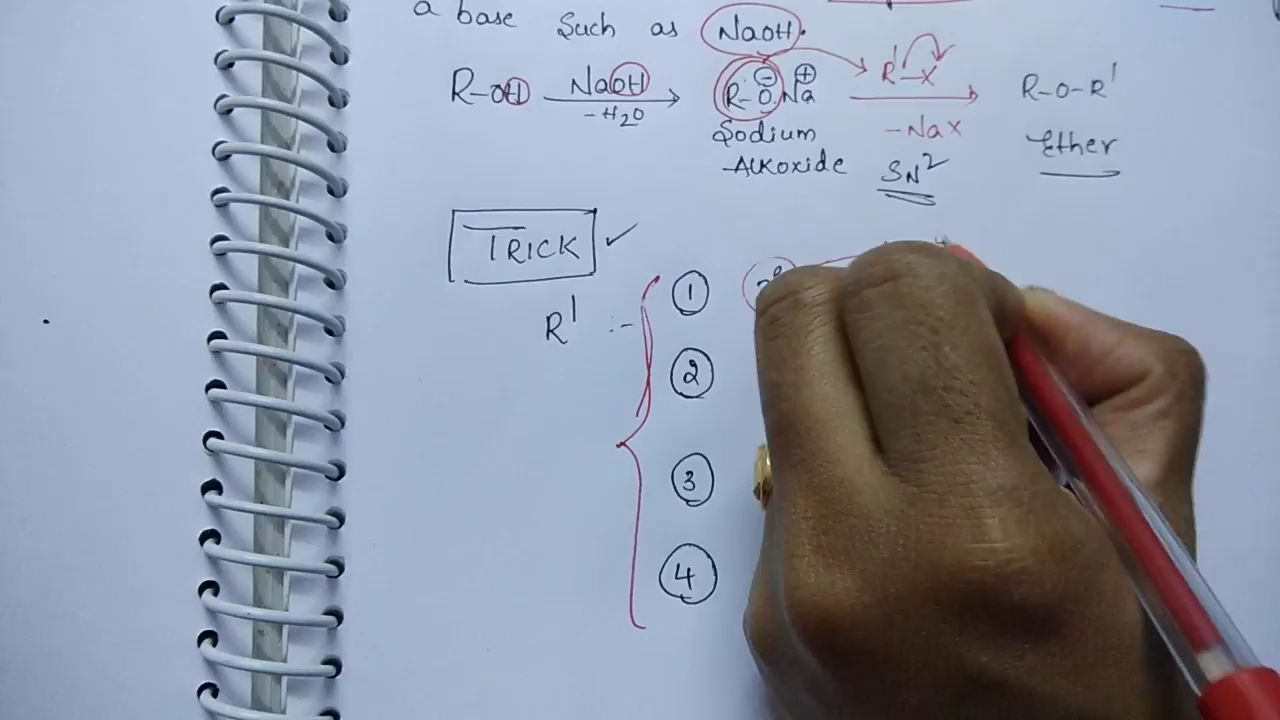 a base Such as NaOH.
R-OH NaOH -H₂O R-O⊖ Na⊕ R'-X -NaX R-O-R'
Sodium -Alkoxide SN² Ether
TRICK ✓
R' :-
①
②
③
④